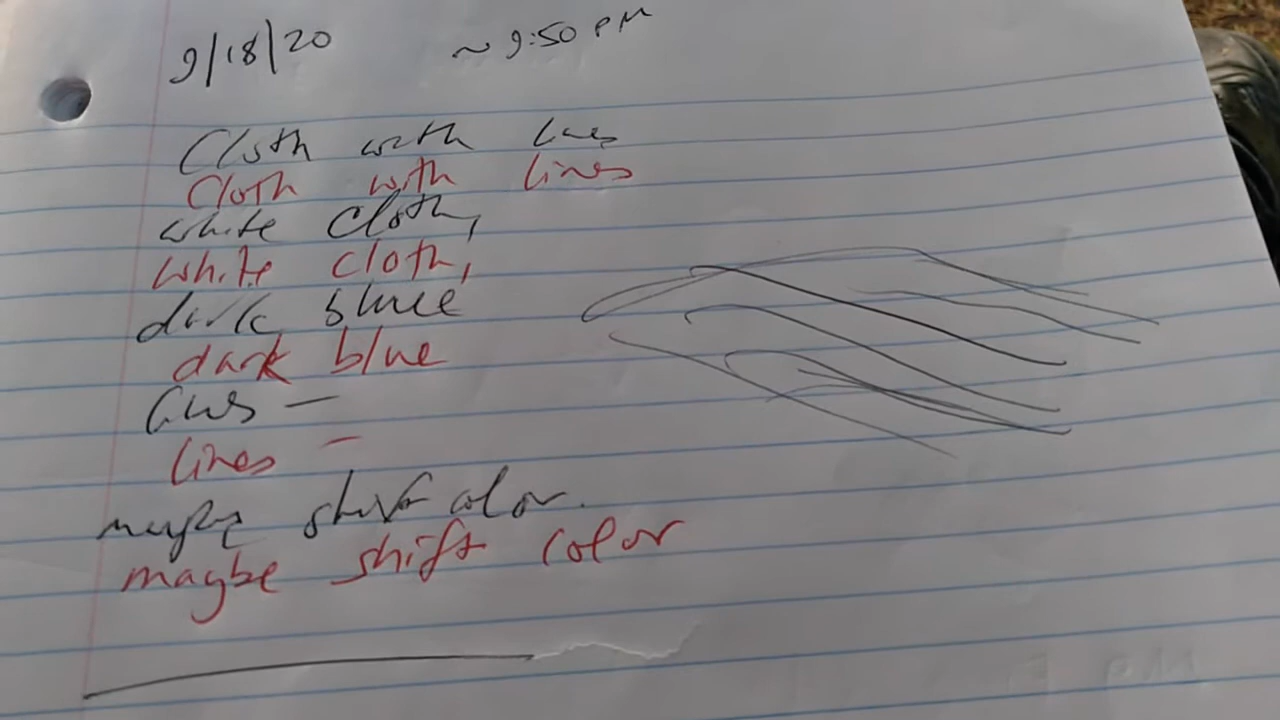 9/18/20 ~ 9:50 PM
Cloth with lines
Cloth with lines
white cloth,
white cloth,
dark blue
dark blue
lines —
lines —
maybe shift color.
maybe shift color